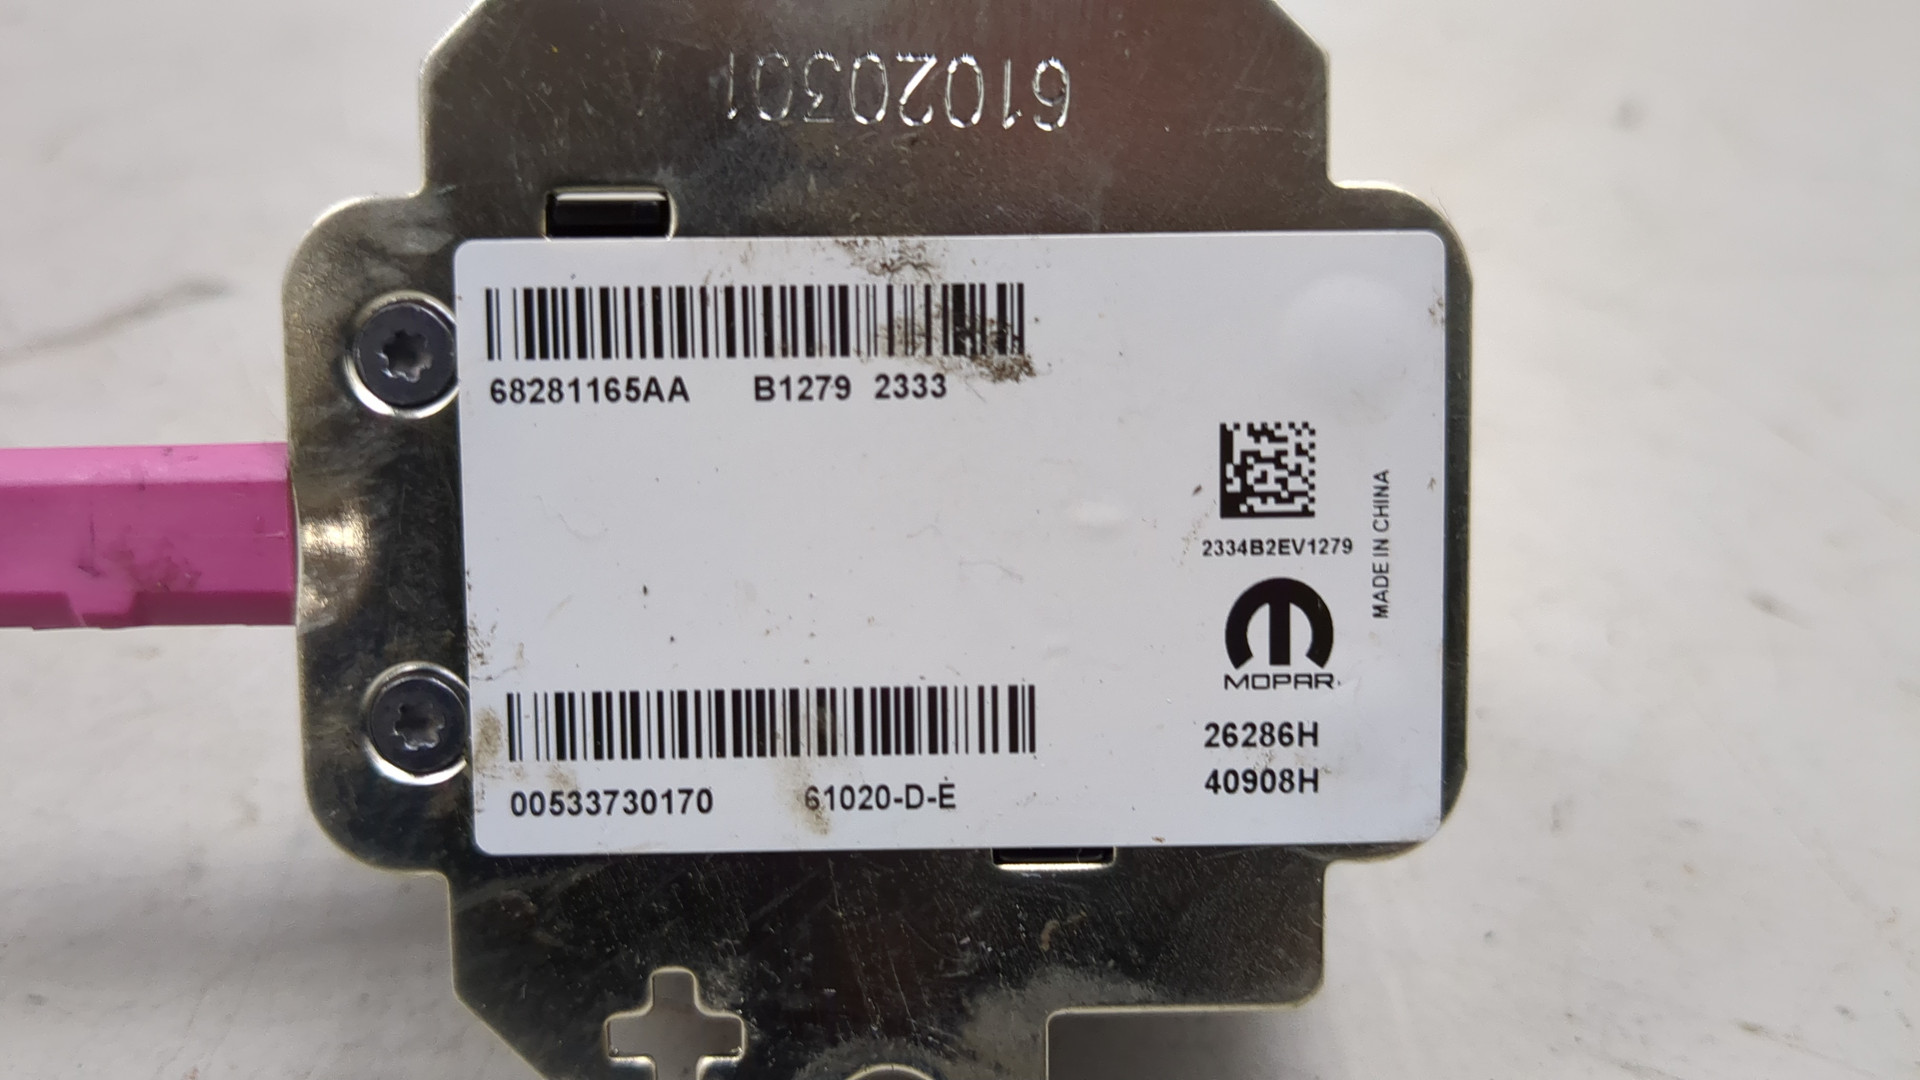 61020301
68281165AA B1279 2333
2334B2EV1279
MADE IN CHINA
MOPAR
26286H
40908H
00533730170 61020-D-E